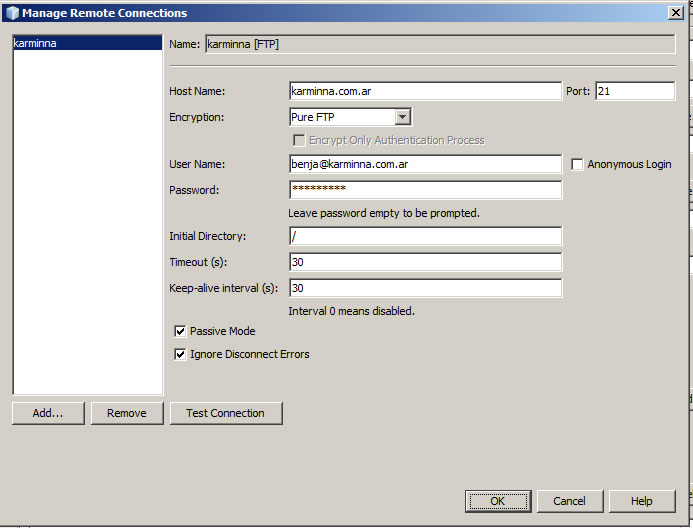 Manage Remote Connections
karminna
Name: karminna [FTP]
Host Name: karminna.com.ar Port: 21
Encryption: Pure FTP
Encrypt Only Authentication Process
User Name: benja@karminna.com.ar Anonymous Login
Password: *********
Leave password empty to be prompted.
Initial Directory: /
Timeout (s): 30
Keep-alive interval (s): 30
Interval 0 means disabled.
Passive Mode
Ignore Disconnect Errors
Add... Remove Test Connection
OK Cancel Help